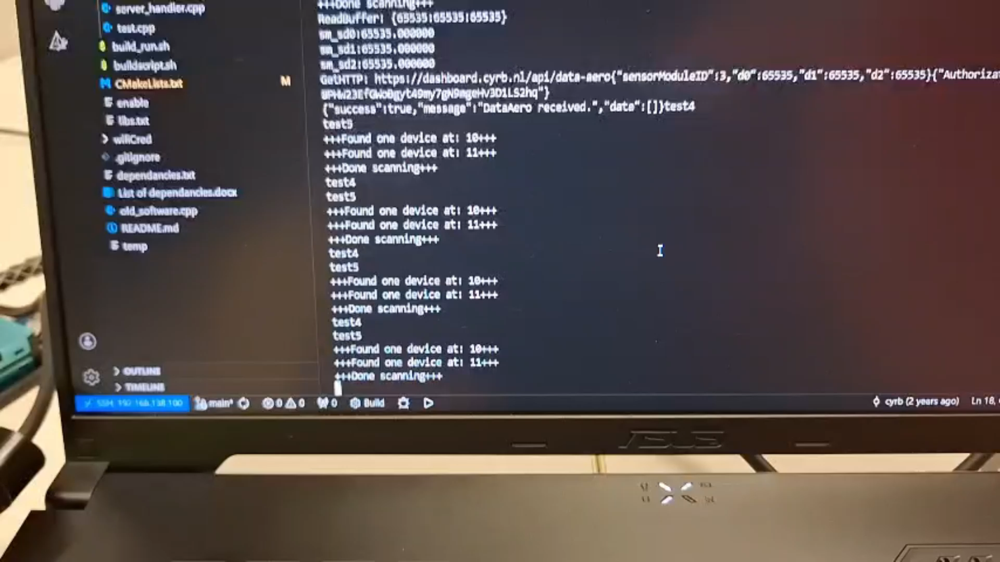 server_handler.cpp
test.cpp
build_run.sh
buildscript.sh
CMakeLists.txt M
enable
libs.txt
wifiCred
.gitignore
dependancies.txt
List of dependancies.docx
old_software.cpp
README.md
temp
OUTLINE
TIMELINE
+++Done scanning+++
ReadBuffer: {65535:65535:65535}
sm_sd0:65535.000000
sm_sd1:65535.000000
sm_sd2:65535.000000
GetHTTP: https://dashboard.cyrb.nl/api/data-aero{"sensorModuleID":3,"d0":65535,"d1":65535,"d2":65535}{"Authorizat
{"success":true,"message":"DataAero received.","data":[]}test4
test5
+++Found one device at: 10+++
+++Found one device at: 11+++
+++Done scanning+++
test4
test5
+++Found one device at: 10+++
+++Found one device at: 11+++
+++Done scanning+++
test4
test5
+++Found one device at: 10+++
+++Found one device at: 11+++
+++Done scanning+++
test4
test5
+++Found one device at: 10+++
+++Found one device at: 11+++
+++Done scanning+++
SSH: 192.168.138.100 main* 0 0 0 Build cyrb (2 years ago) Ln 18,
ASUS